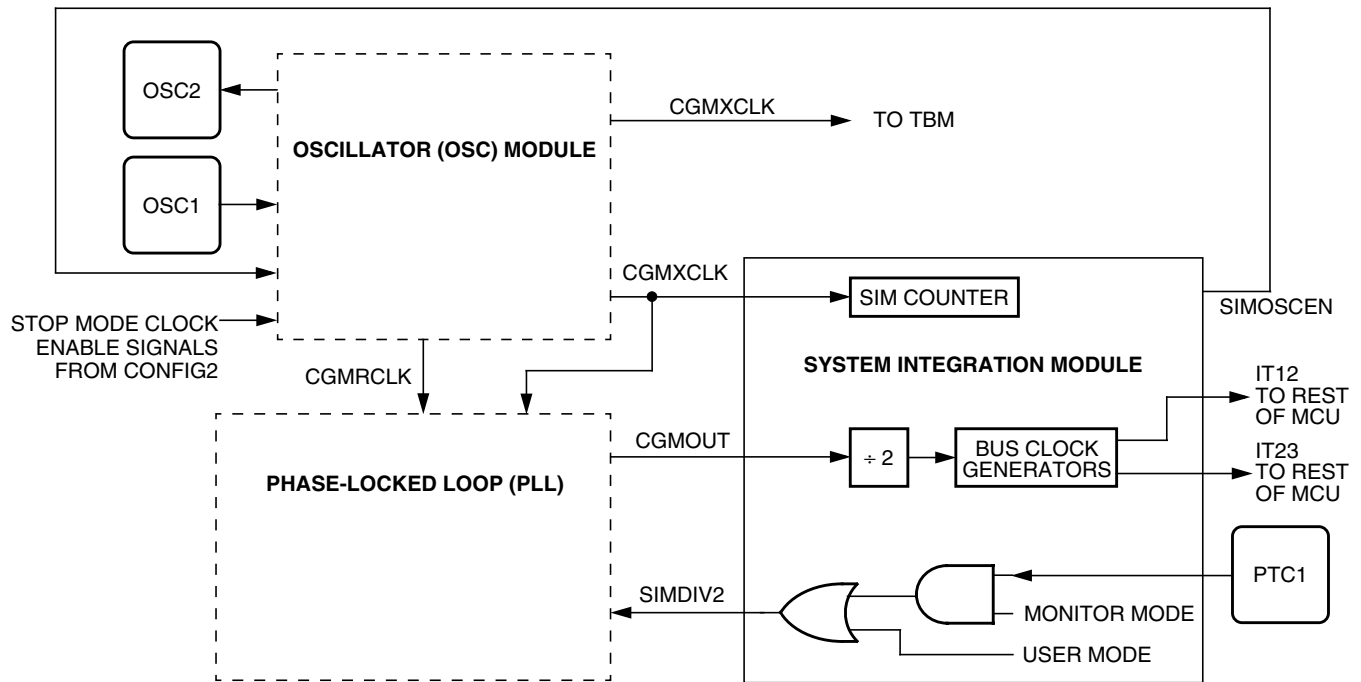 OSC2
CGMXCLK
TO TBM
OSCILLATOR (OSC) MODULE
OSC1
CGMXCLK
SIM COUNTER
SIMOSCEN
STOP MODE CLOCK
ENABLE SIGNALS
FROM CONFIG2
SYSTEM INTEGRATION MODULE
CGMRCLK
IT12
TO REST
OF MCU
CGMOUT
÷ 2
BUS CLOCK
GENERATORS
IT23
TO REST
OF MCU
PHASE-LOCKED LOOP (PLL)
PTC1
SIMDIV2
MONITOR MODE
USER MODE